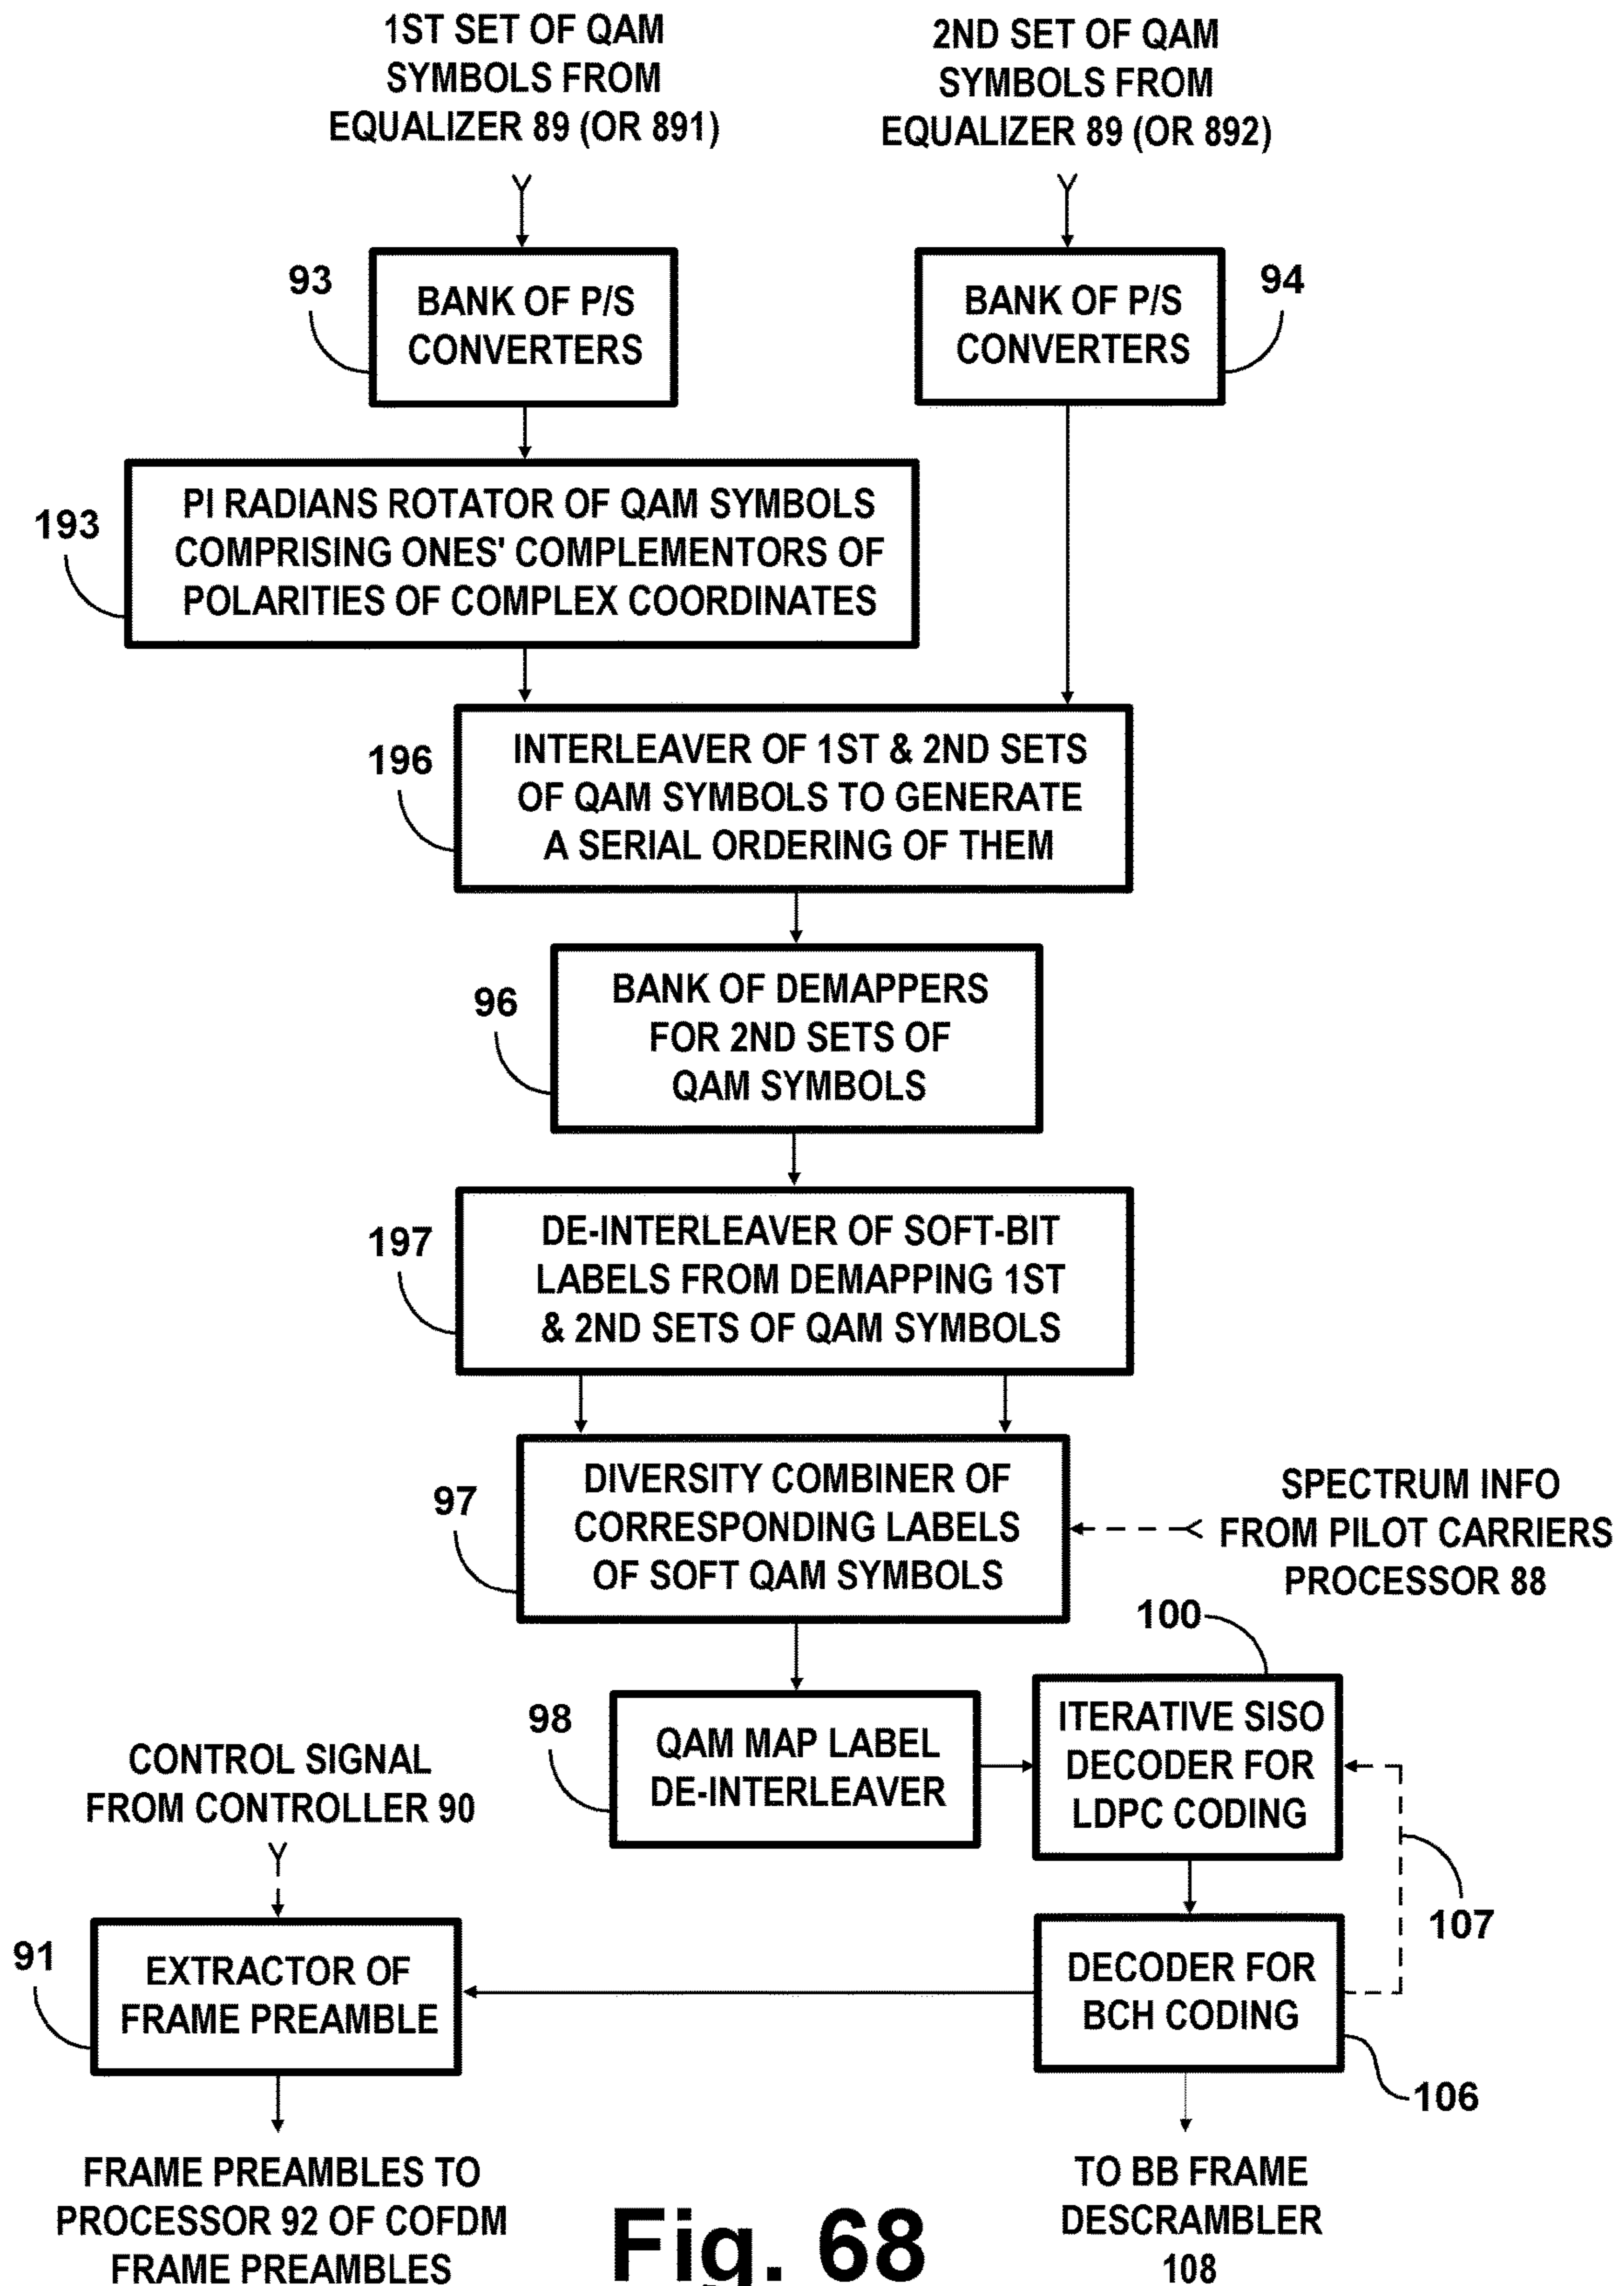 1ST SET OF QAM
SYMBOLS FROM
EQUALIZER 89 (OR 891)
2ND SET OF QAM
SYMBOLS FROM
EQUALIZER 89 (OR 892)
93
BANK OF P/S
CONVERTERS
BANK OF P/S
CONVERTERS
94
193
PI RADIANS ROTATOR OF QAM SYMBOLS
COMPRISING ONES' COMPLEMENTORS OF
POLARITIES OF COMPLEX COORDINATES
196
INTERLEAVER OF 1ST & 2ND SETS
OF QAM SYMBOLS TO GENERATE
A SERIAL ORDERING OF THEM
96
BANK OF DEMAPPERS
FOR 2ND SETS OF
QAM SYMBOLS
197
DE-INTERLEAVER OF SOFT-BIT
LABELS FROM DEMAPPING 1ST
& 2ND SETS OF QAM SYMBOLS
97
DIVERSITY COMBINER OF
CORRESPONDING LABELS
OF SOFT QAM SYMBOLS
SPECTRUM INFO
FROM PILOT CARRIERS
PROCESSOR 88
100
98
QAM MAP LABEL
DE-INTERLEAVER
ITERATIVE SISO
DECODER FOR
LDPC CODING
CONTROL SIGNAL
FROM CONTROLLER 90
107
91
EXTRACTOR OF
FRAME PREAMBLE
DECODER FOR
BCH CODING
106
FRAME PREAMBLES TO
PROCESSOR 92 OF COFDM
FRAME PREAMBLES
TO BB FRAME
DESCRAMBLER
108
Fig. 68